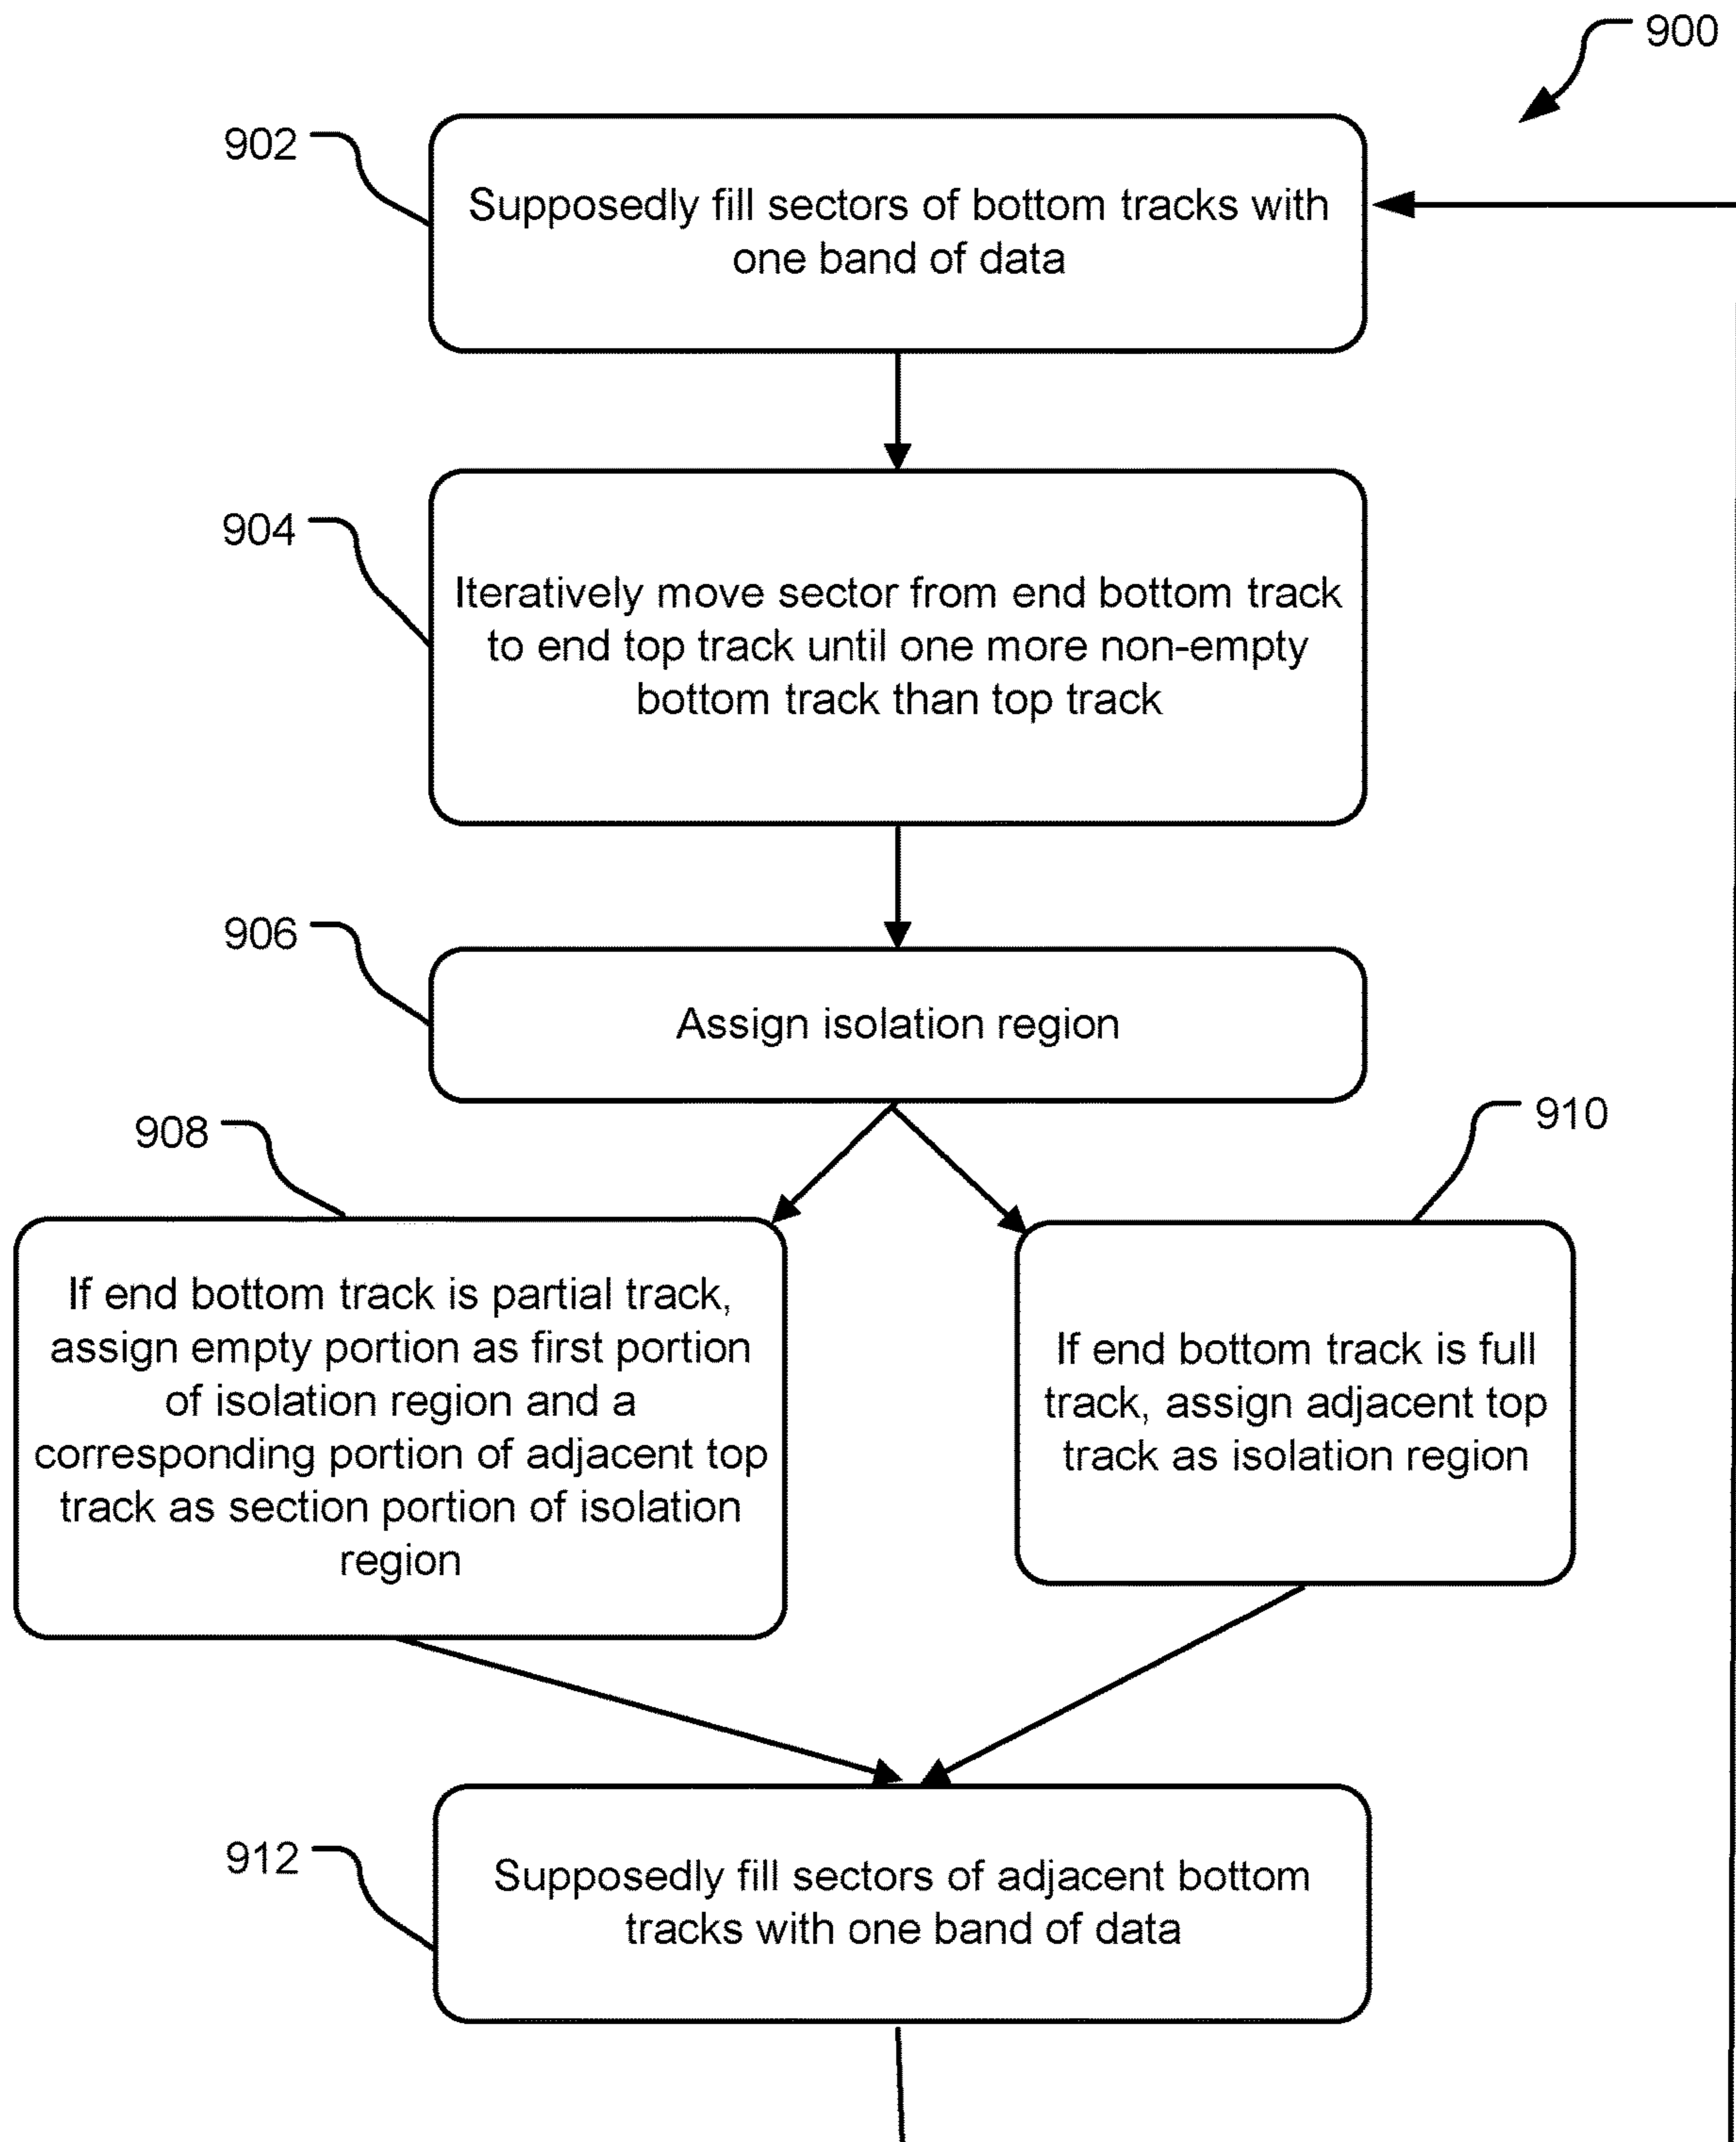 900
902
Supposedly fill sectors of bottom tracks with
one band of data
904
Iteratively move sector from end bottom track
to end top track until one more non-empty
bottom track than top track
906
Assign isolation region
908
910
If end bottom track is partial track,
assign empty portion as first portion
of isolation region and a
corresponding portion of adjacent top
track as section portion of isolation
region
If end bottom track is full
track, assign adjacent top
track as isolation region
912
Supposedly fill sectors of adjacent bottom
tracks with one band of data